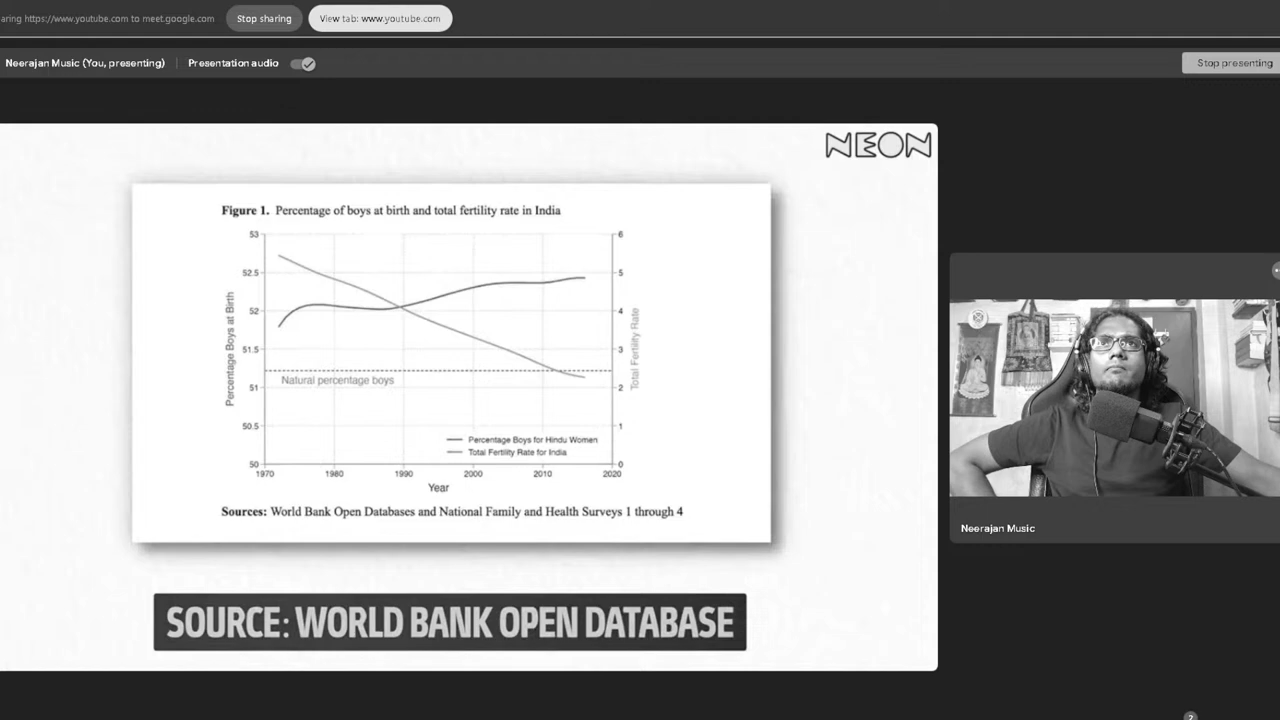 aring https://www.youtube.com to meet.google.com
Stop sharing
View tab: www.youtube.com
Neerajan Music (You, presenting)
Presentation audio
Stop presenting
NEON
Figure 1. Percentage of boys at birth and total fertility rate in India
53
6
52.5
5
52
4
51.5
3
51
2
50.5
1
50
0
Percentage Boys at Birth
Total Fertility Rate
Natural percentage boys
Percentage Boys for Hindu Women
Total Fertility Rate for India
1970
1980
1990
2000
2010
2020
Year
Sources: World Bank Open Databases and National Family and Health Surveys 1 through 4
SOURCE: WORLD BANK OPEN DATABASE
Neerajan Music
2